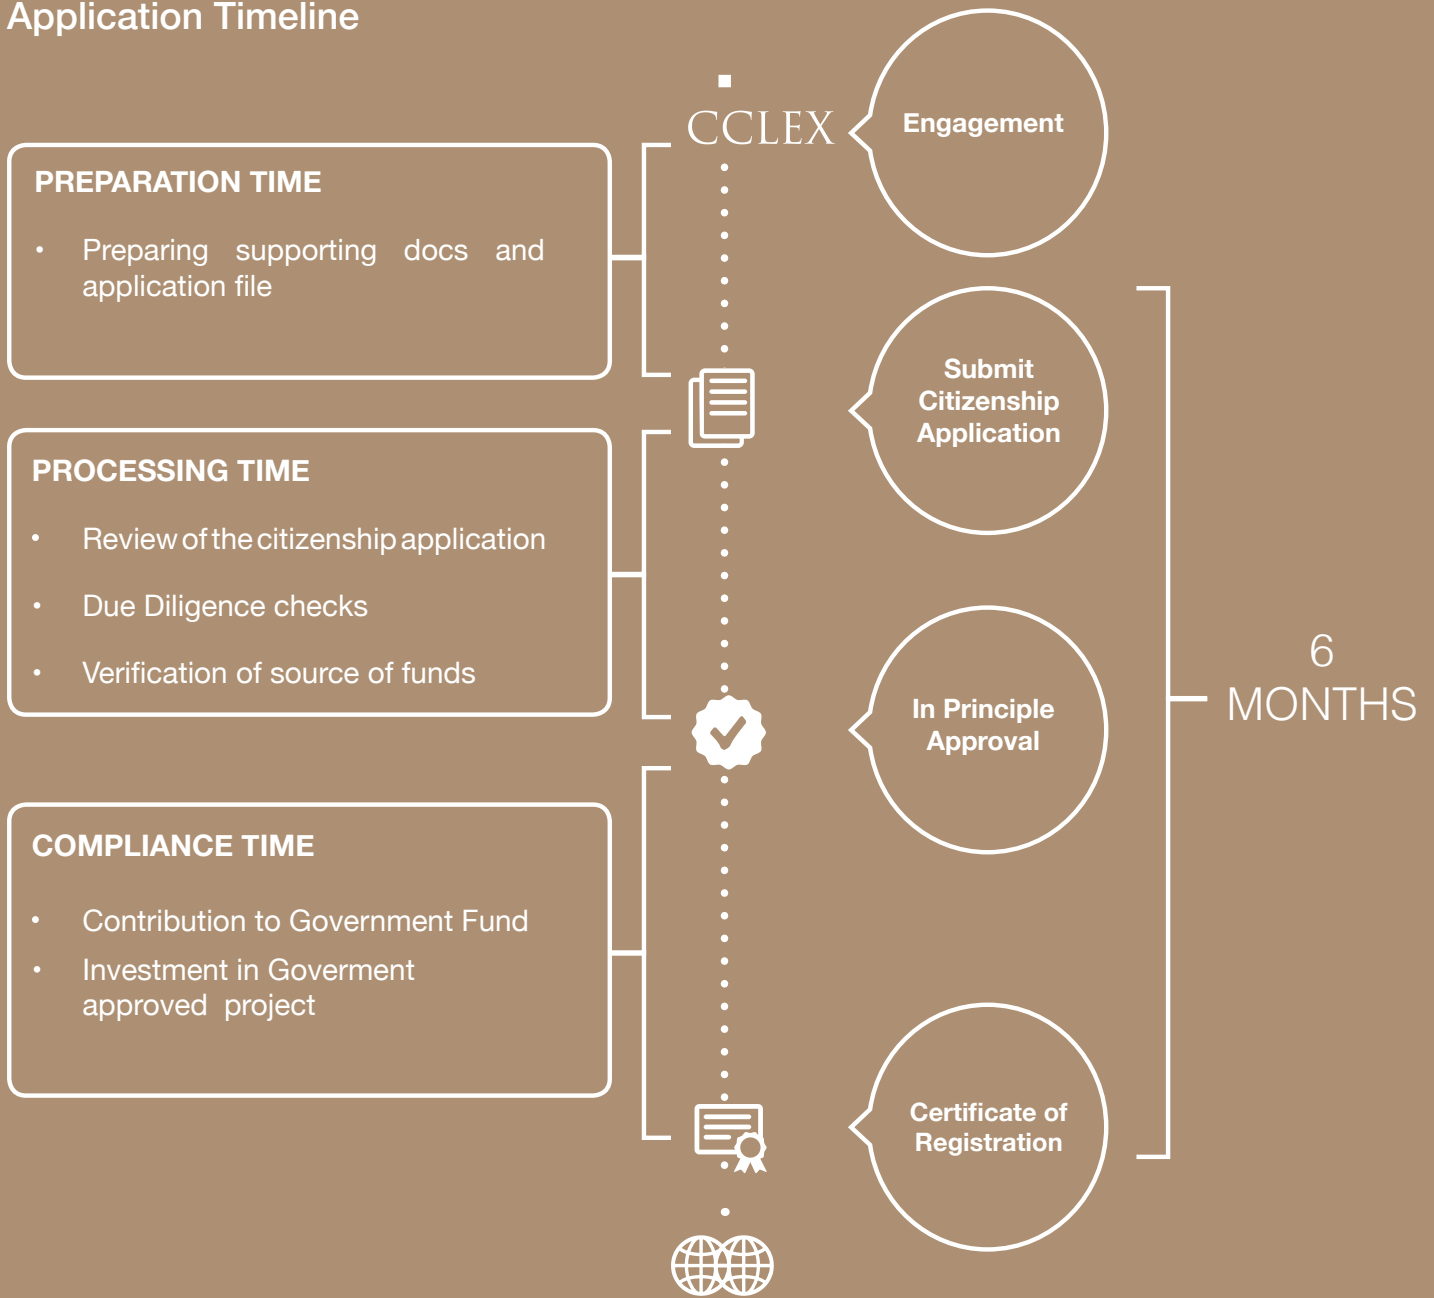 Application Timeline
CCLEX
Engagement
PREPARATION TIME
• Preparing supporting docs and
application file
Submit
Citizenship
Application
PROCESSING TIME
• Review of the citizenship application
• Due Diligence checks
• Verification of source of funds
In Principle
Approval
6
MONTHS
COMPLIANCE TIME
• Contribution to Government Fund
• Investment in Goverment
approved project
Certificate of
Registration